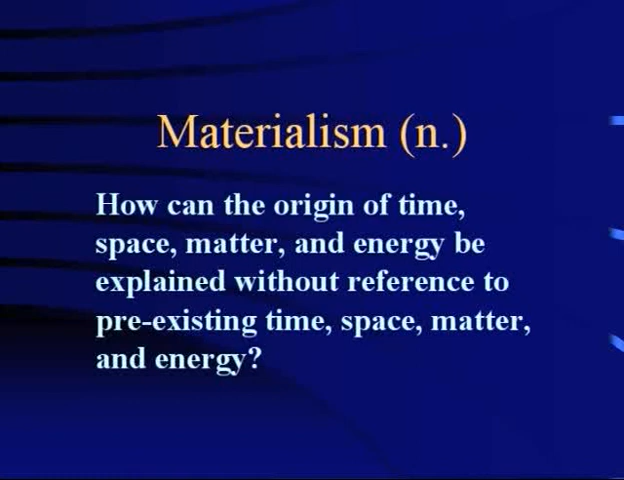 Materialism (n.)
How can the origin of time,
space, matter, and energy be
explained without reference to
pre-existing time, space, matter,
and energy?